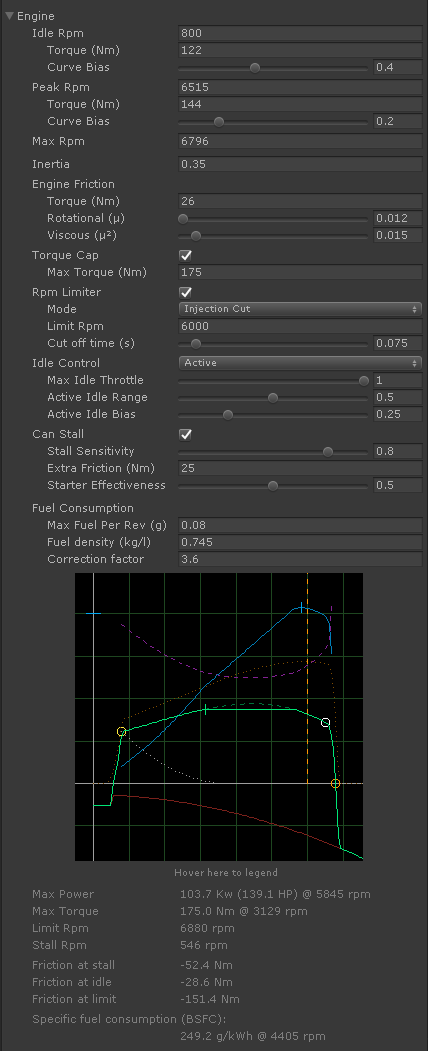 Engine
Idle Rpm 800
Torque (Nm) 122
Curve Bias 0.4
Peak Rpm 6515
Torque (Nm) 144
Curve Bias 0.2
Max Rpm 6796
Inertia 0.35
Engine Friction
Torque (Nm) 26
Rotational (μ) 0.012
Viscous (μ²) 0.015
Torque Cap
Max Torque (Nm) 175
Rpm Limiter
Mode Injection Cut
Limit Rpm 6000
Cut off time (s) 0.075
Idle Control Active
Max Idle Throttle 1
Active Idle Range 0.5
Active Idle Bias 0.25
Can Stall
Stall Sensitivity 0.8
Extra Friction (Nm) 25
Starter Effectiveness 0.5
Fuel Consumption
Max Fuel Per Rev (g) 0.08
Fuel density (kg/l) 0.745
Correction factor 3.6
Hover here to legend
Max Power 103.7 Kw (139.1 HP) @ 5845 rpm
Max Torque 175.0 Nm @ 3129 rpm
Limit Rpm 6880 rpm
Stall Rpm 546 rpm
Friction at stall -52.4 Nm
Friction at idle -28.6 Nm
Friction at limit -151.4 Nm
Specific fuel consumption (BSFC):
249.2 g/kWh @ 4405 rpm